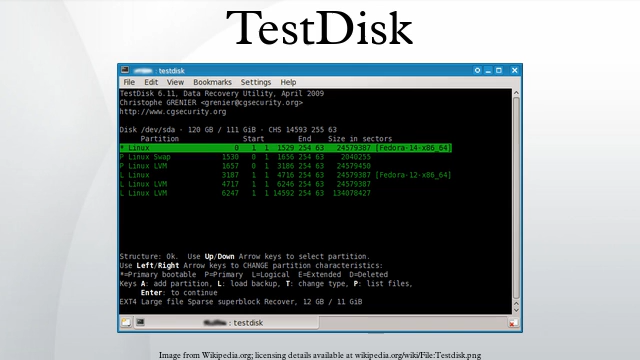 TestDisk
testdisk
File Edit View Bookmarks Settings Help
TestDisk 6.11, Data Recovery Utility, April 2009
Christophe GRENIER <grenier@cgsecurity.org>
http://www.cgsecurity.org
Disk /dev/sda - 120 GB / 111 GiB - CHS 14593 255 63
Partition Start End Size in sectors
* Linux 0 1 1 1529 254 63 24579387 [Fedora-14-x86_64]
P Linux Swap 1530 0 1 1656 254 63 2040255
P Linux LVM 1657 0 1 3186 254 63 24579450
L Linux 3187 1 1 4716 254 63 24579387 [Fedora-12-x86_64]
L Linux LVM 4717 1 1 6246 254 63 24579387
L Linux LVM 6247 1 1 14592 254 63 134078427
Structure: Ok. Use Up/Down Arrow keys to select partition.
Use Left/Right Arrow keys to CHANGE partition characteristics:
*=Primary bootable P=Primary L=Logical E=Extended D=Deleted
Keys A: add partition, L: load backup, T: change type, P: list files,
Enter: to continue
EXT4 Large file Sparse superblock Recover, 12 GB / 11 GiB
: testdisk
Image from Wikipedia.org; licensing details available at wikipedia.org/wiki/File:Testdisk.png